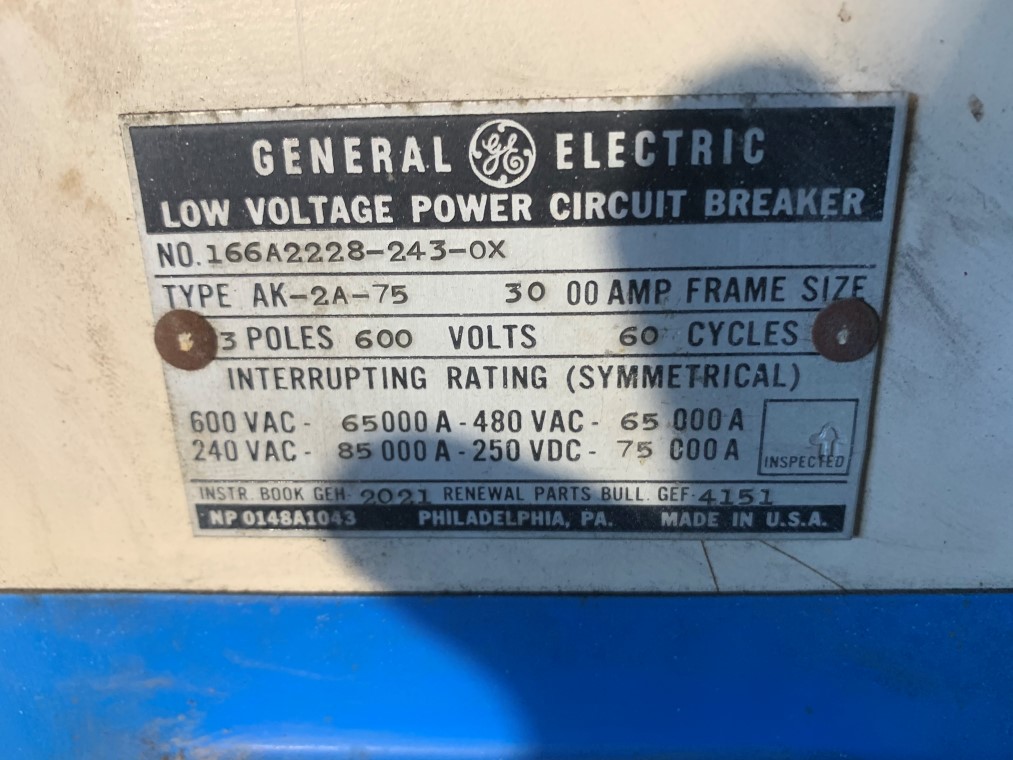 GENERAL GE ELECTRIC
LOW VOLTAGE POWER CIRCUIT BREAKER
NO. 166A2228-243-0X
TYPE AK-2A-75 30 00 AMP FRAME SIZE
3 POLES 600 VOLTS 60 CYCLES
INTERRUPTING RATING (SYMMETRICAL)
600 VAC - 65000 A - 480 VAC - 65 000 A
240 VAC - 85 000 A - 250 VDC - 75 000 A
INSPECTED
INSTR. BOOK GEH- 2021 RENEWAL PARTS BULL. GEF-4151
NP 0148A1043 PHILADELPHIA, PA. MADE IN U.S.A.